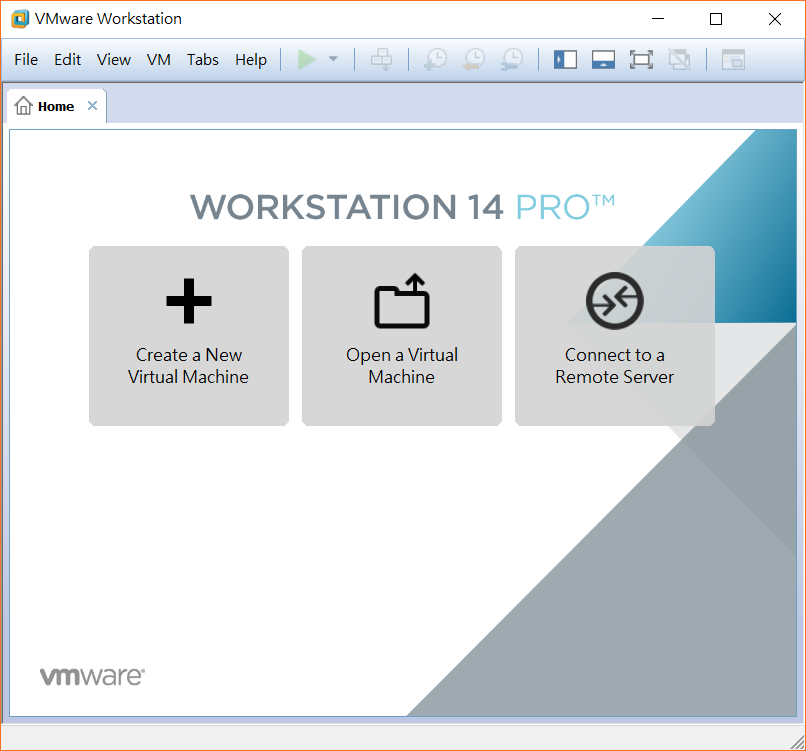 VMware Workstation
File Edit View VM Tabs Help
Home
WORKSTATION 14 PRO™
Create a New
Virtual Machine
Open a Virtual
Machine
Connect to a
Remote Server
vmware®